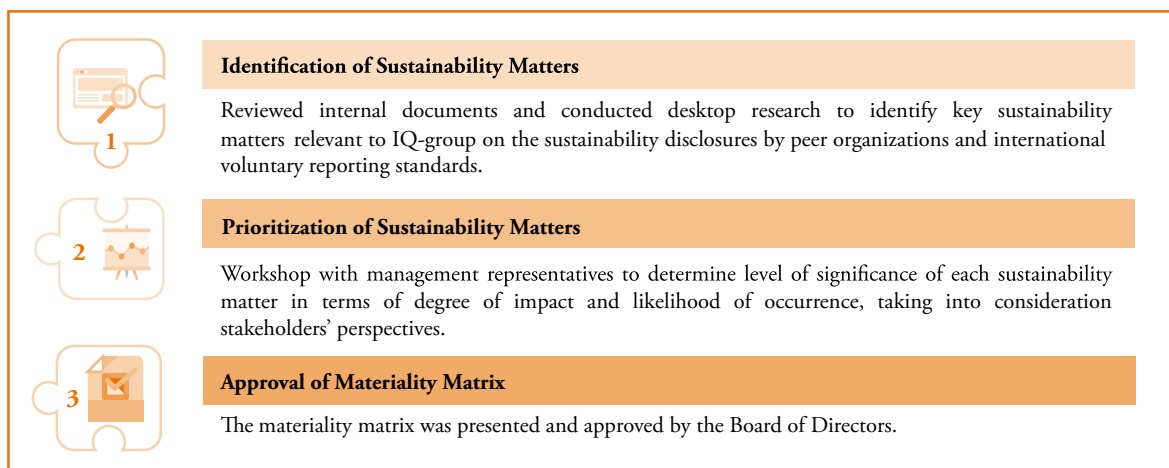 1
Identification of Sustainability Matters
Reviewed internal documents and conducted desktop research to identify key sustainability
matters relevant to IQ-group on the sustainability disclosures by peer organizations and international
voluntary reporting standards.
2
Prioritization of Sustainability Matters
Workshop with management representatives to determine level of significance of each sustainability
matter in terms of degree of impact and likelihood of occurrence, taking into consideration
stakeholders’ perspectives.
3
Approval of Materiality Matrix
The materiality matrix was presented and approved by the Board of Directors.